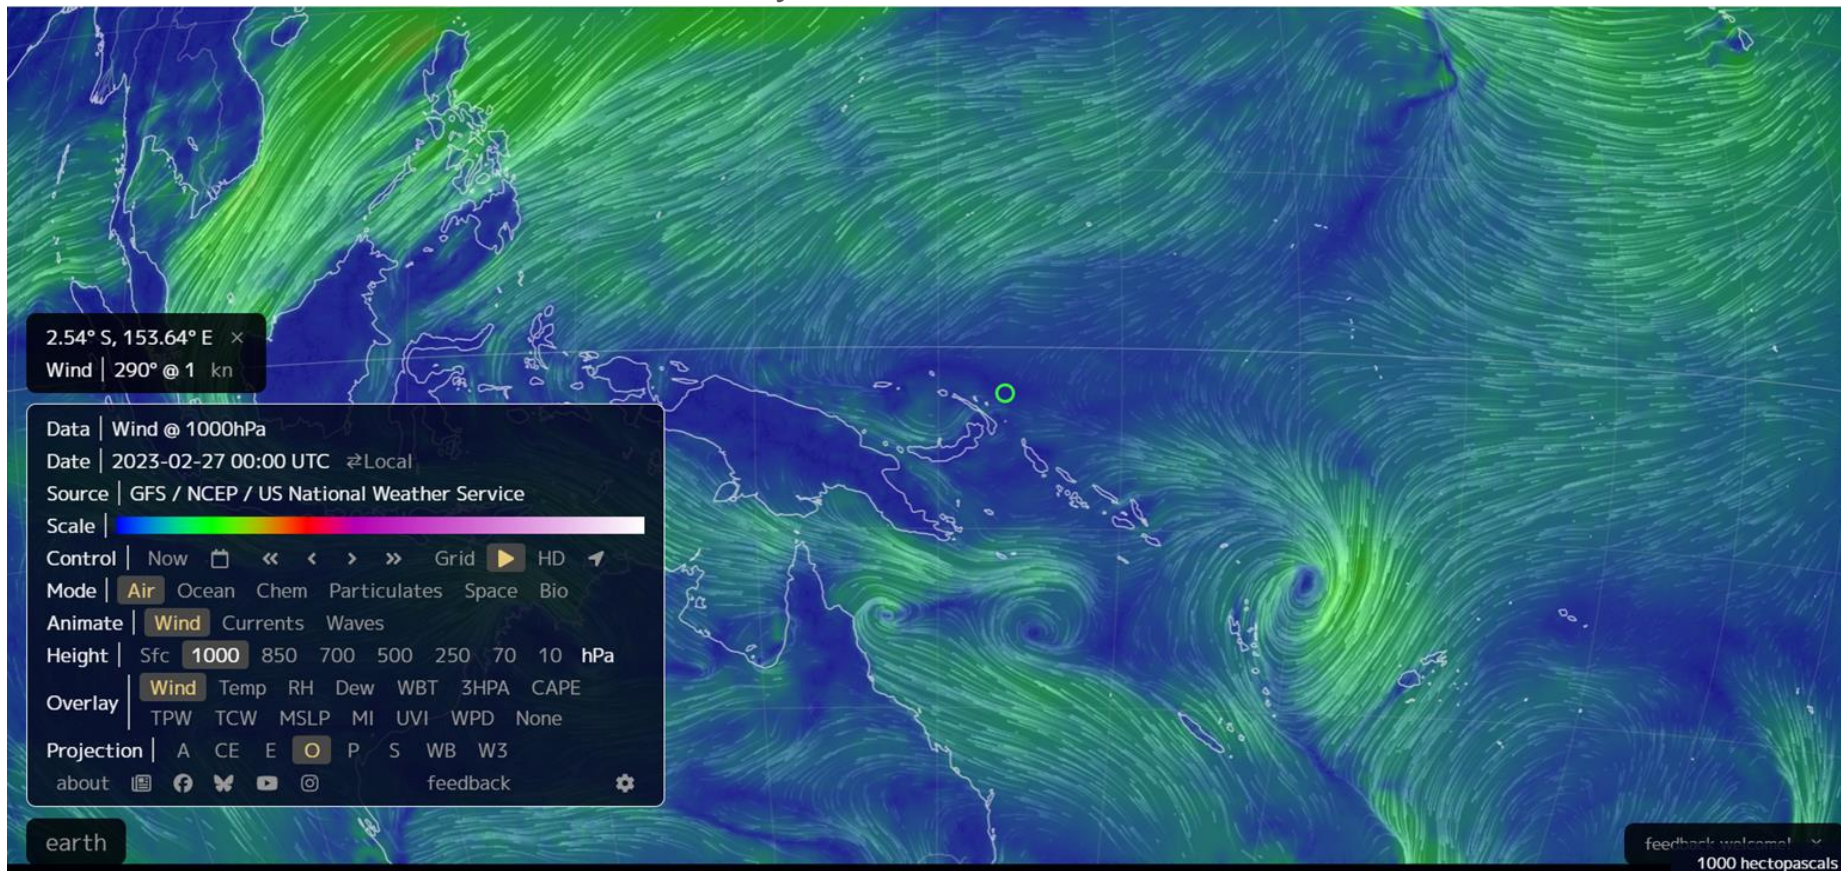 2.54° S, 153.64° E ×
Wind | 290° @ 1 kn
Data | Wind @ 1000hPa
Date | 2023-02-27 00:00 UTC ⇄Local
Source | GFS / NCEP / US National Weather Service
Scale |
Control | Now « ‹ › » Grid HD
Mode | Air Ocean Chem Particulates Space Bio
Animate | Wind Currents Waves
Height | Sfc 1000 850 700 500 250 70 10 hPa
Overlay | Wind Temp RH Dew WBT 3HPA CAPE
TPW TCW MSLP MI UVI WPD None
Projection | A CE E O P S WB W3
about feedback
earth
feedback welcome! ×
1000 hectopascals